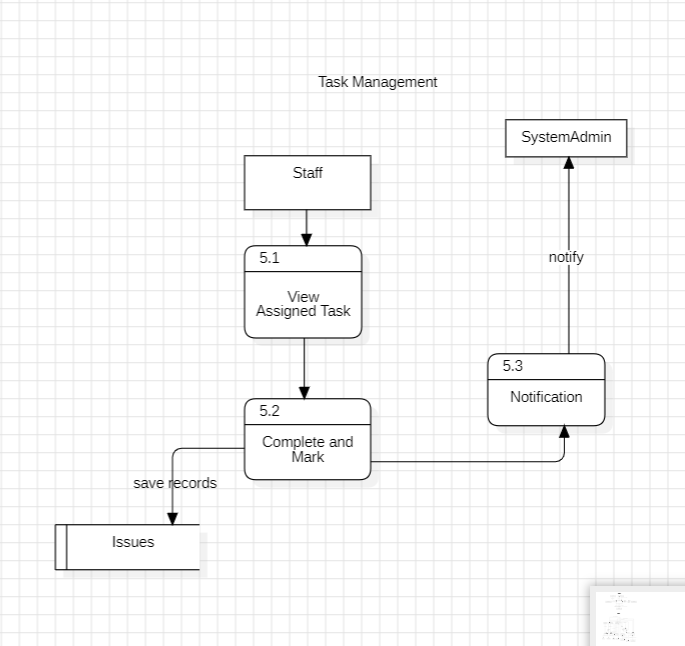 Task Management
SystemAdmin
Staff
notify
5.1
View
Assigned Task
5.3
Notification
5.2
Complete and
Mark
save records
Issues